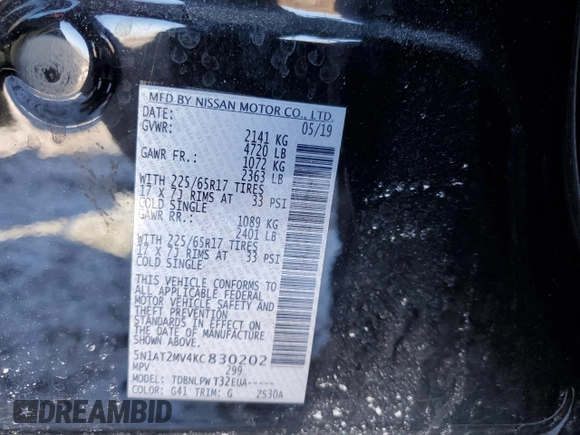 MFD BY NISSAN MOTOR CO., LTD.
DATE: 05/19
GVWR: 2141 KG
4720 LB
GAWR FR.: 1072 KG
2363 LB
WITH 225/65R17 TIRES
17 X 7J RIMS AT 33 PSI
COLD SINGLE
GAWR RR.: 1089 KG
2401 LB
WITH 225/65R17 TIRES
17 X 7J RIMS AT 33 PSI
COLD SINGLE
THIS VEHICLE CONFORMS TO
ALL APPLICABLE FEDERAL
MOTOR VEHICLE SAFETY AND
THEFT PREVENTION
STANDARDS IN EFFECT ON THE
DATE OF MANUFACTURE SHOWN
ABOVE.
5N1AT2MV4KC830202
MPV 299
MODEL: TDBNLPW T32EUA-----
COLOR: G41 TRIM: G 2530A
DREAMBID